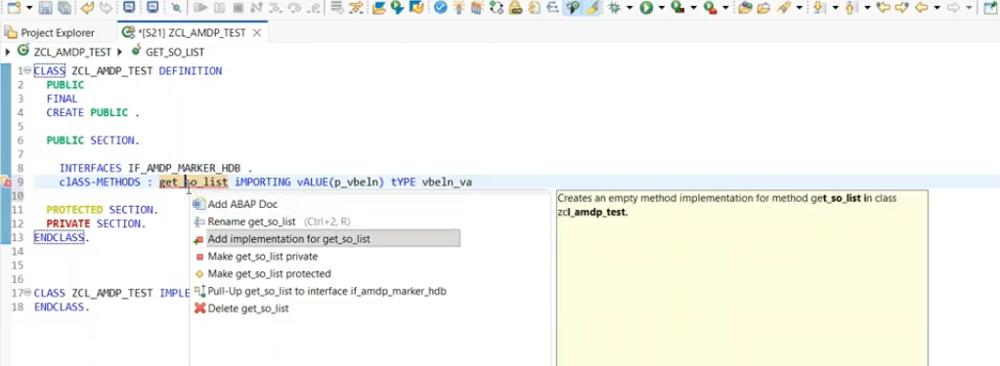 Project Explorer
*[S21] ZCL_AMDP_TEST
ZCL_AMDP_TEST GET_SO_LIST
1 CLASS ZCL_AMDP_TEST DEFINITION
2 PUBLIC
3 FINAL
4 CREATE PUBLIC .
5
6 PUBLIC SECTION.
7
8 INTERFACES IF_AMDP_MARKER_HDB .
9 clASS-METHODS : get_so_list iMPORTING vALUE(p_vbeln) tYPE vbeln_va
10
11 PROTECTED SECTION.
12 PRIVATE SECTION.
13 ENDCLASS.
14
15
16
17 CLASS ZCL_AMDP_TEST IMPLE
18 ENDCLASS.
Add ABAP Doc
Rename get_so_list (Ctrl+2, R)
Add implementation for get_so_list
Make get_so_list private
Make get_so_list protected
Pull-Up get_so_list to interface if_amdp_marker_hdb
Delete get_so_list
Creates an empty method implementation for method get_so_list in class
zcl_amdp_test.